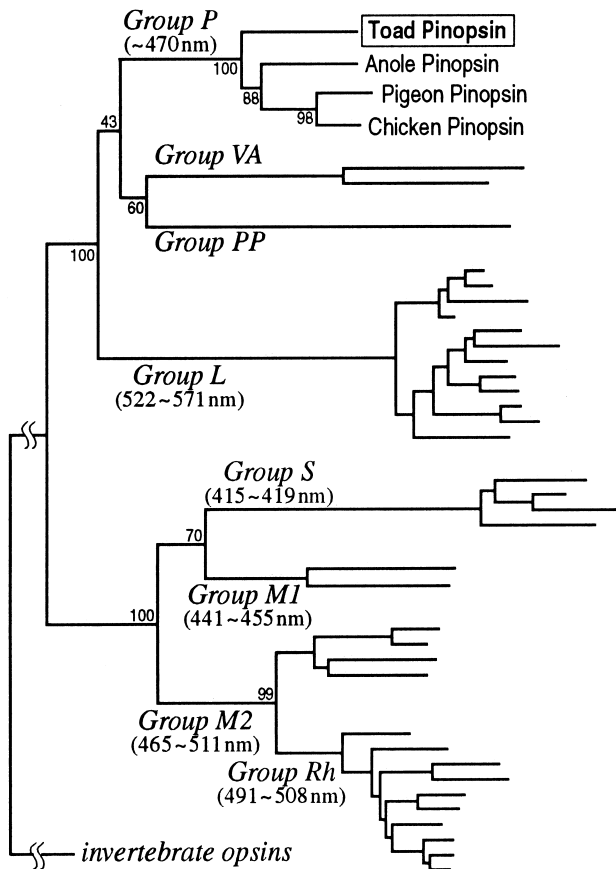 Group P
(~470nm)
Toad Pinopsin
100
Anole Pinopsin
88
Pigeon Pinopsin
98
Chicken Pinopsin
43
Group VA
60
Group PP
100
Group L
(522~571nm)
Group S
(415~419nm)
70
Group M1
(441~455nm)
100
99
Group M2
(465~511nm)
Group Rh
(491~508nm)
invertebrate opsins